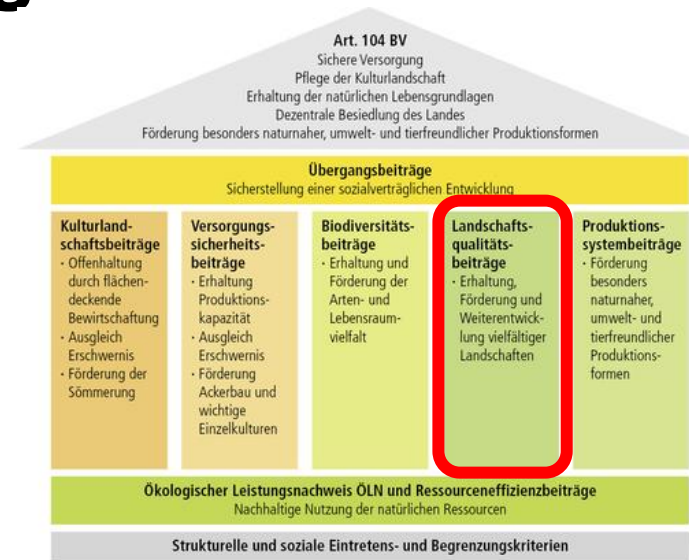 Art. 104 BV
Sichere Versorgung
Pflege der Kulturlandschaft
Erhaltung der natürlichen Lebensgrundlagen
Dezentrale Besiedlung des Landes
Förderung besonders naturnaher, umwelt- und tierfreundlicher Produktionsformen
Übergangsbeiträge
Sicherstellung einer sozialverträglichen Entwicklung
Kulturland-
schaftsbeiträge
· Offenhaltung
durch flächen-
deckende
Bewirtschaftung
· Ausgleich
Erschwernis
· Förderung der
Sömmerung
Versorgungs-
sicherheits-
beiträge
· Erhaltung
Produktions-
kapazität
· Ausgleich
Erschwernis
· Förderung
Ackerbau und
wichtige
Einzelkulturen
Biodiversitäts-
beiträge
· Erhaltung und
Förderung der
Arten- und
Lebensraum-
vielfalt
Landschafts-
qualitäts-
beiträge
· Erhaltung,
Förderung und
Weiterentwick-
lung vielfältiger
Landschaften
Produktions-
systembeiträge
· Förderung
besonders
naturnaher,
umwelt- und
tierfreundlicher
Produktions-
formen
Ökologischer Leistungsnachweis ÖLN und Ressourceneffizienzbeiträge
Nachhaltige Nutzung der natürlichen Ressourcen
Strukturelle und soziale Eintretens- und Begrenzungskriterien